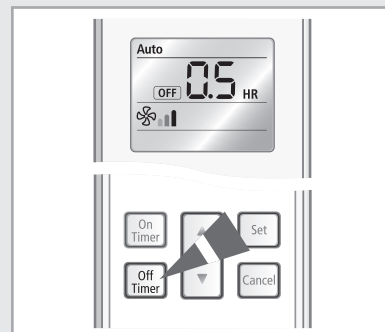 Auto
OFF 0.5 HR
On
Timer
▲
Set
Off
Timer
▼
Cancel